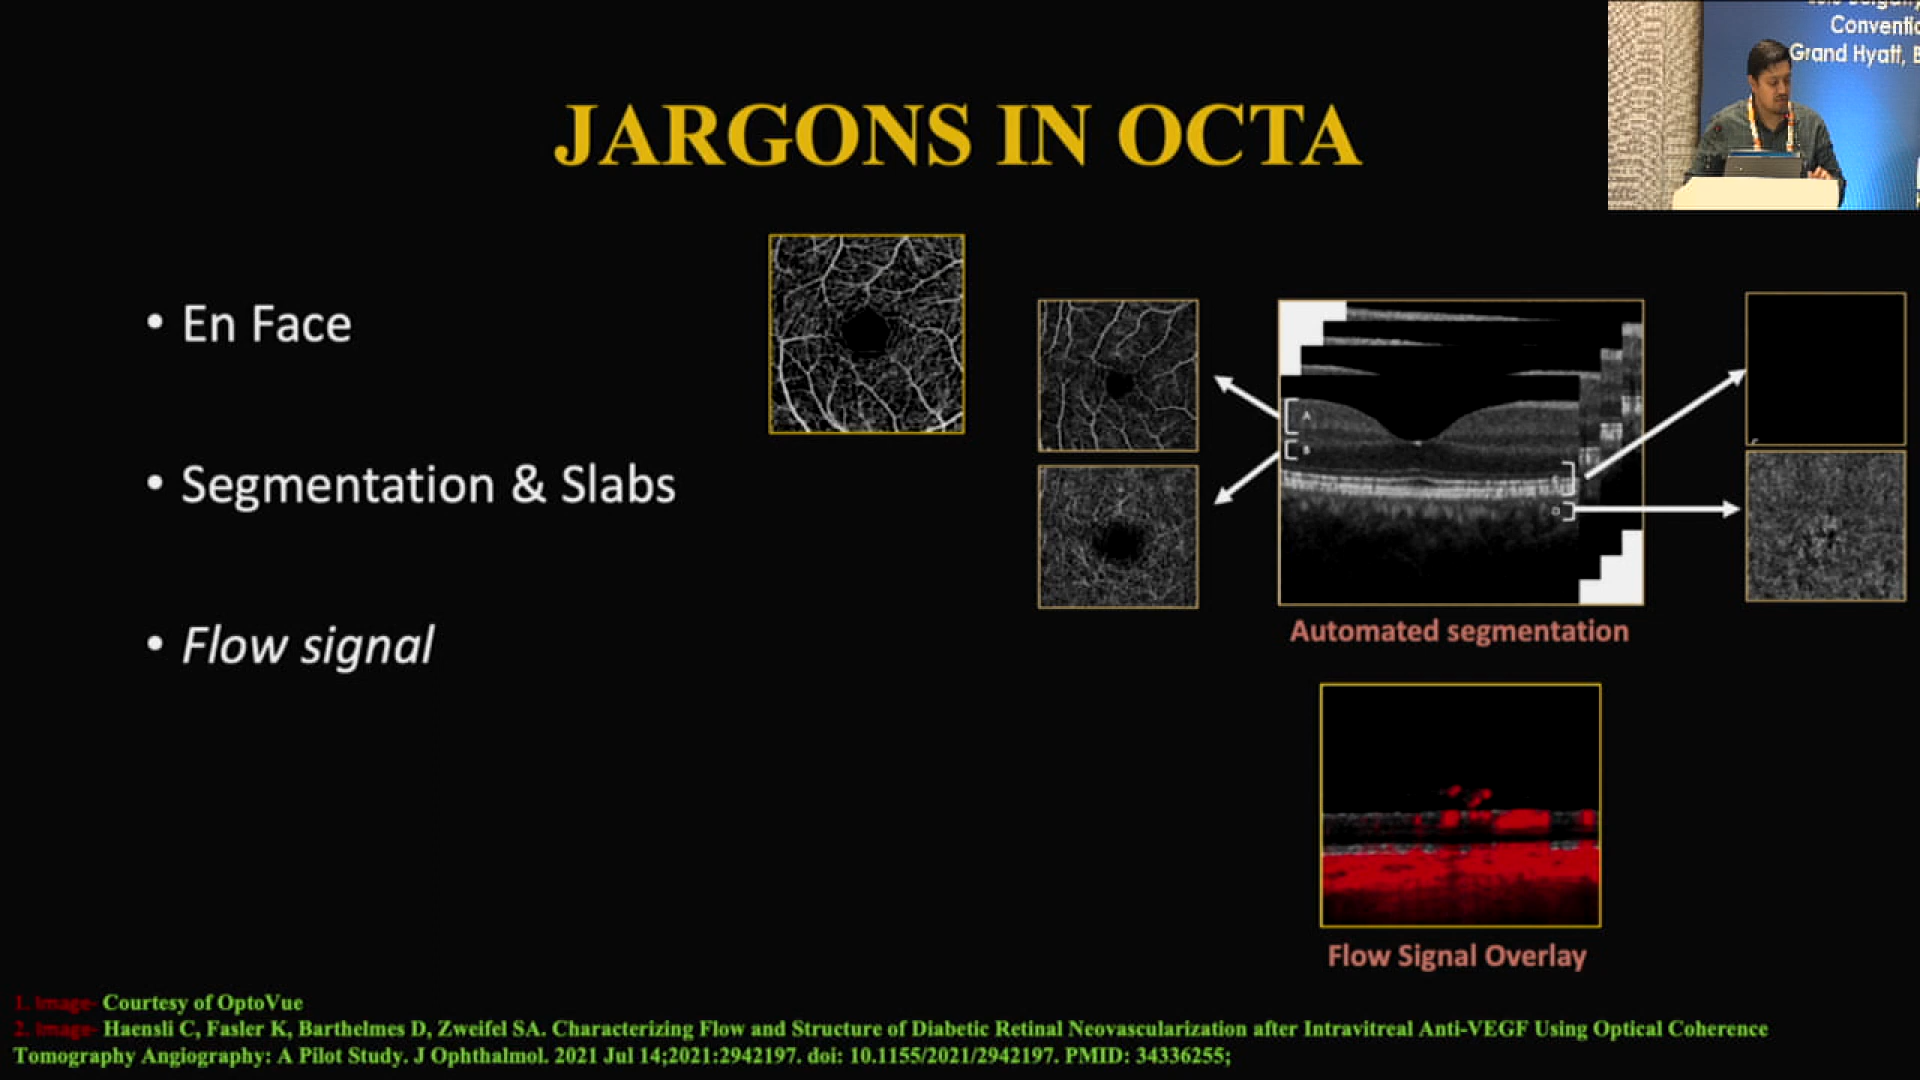 Convention
Grand Hyatt, B
JARGONS IN OCTA
• En Face
• Segmentation & Slabs
• Flow signal
A
B
Automated segmentation
Flow Signal Overlay
1. Image- Courtesy of OptoVue
2. Image- Haensli C, Fasler K, Barthelmes D, Zweifel SA. Characterizing Flow and Structure of Diabetic Retinal Neovascularization after Intravitreal Anti-VEGF Using Optical Coherence
Tomography Angiography: A Pilot Study. J Ophthalmol. 2021 Jul 14;2021:2942197. doi: 10.1155/2021/2942197. PMID: 34336255;